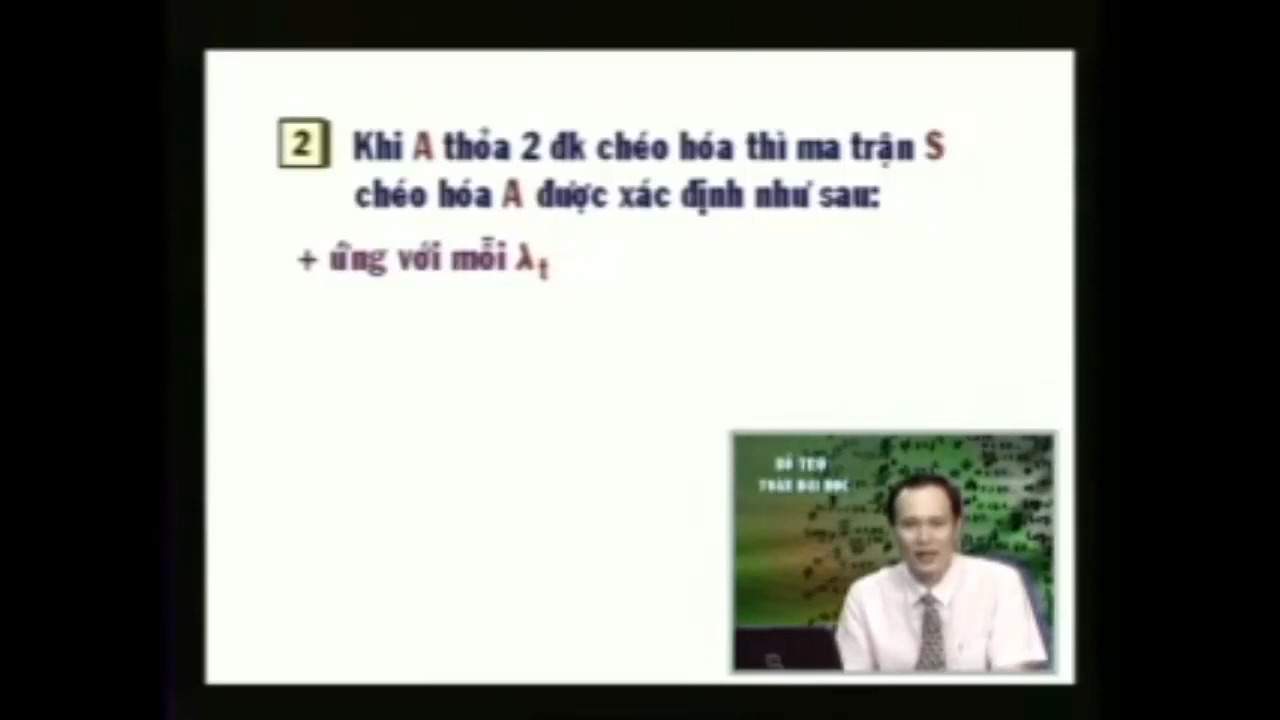 2 Khi A thỏa 2 đk chéo hóa thì ma trận S
chéo hóa A được xác định như sau:
+ ứng với mỗi λt